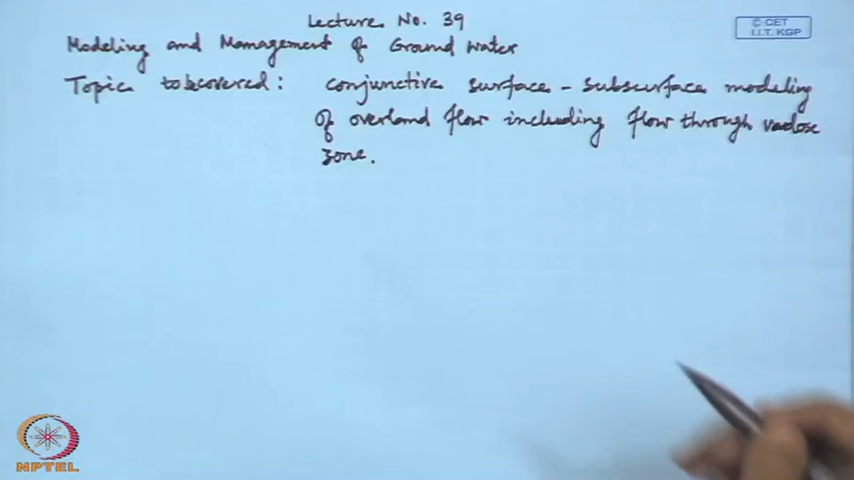 Lecture No. 39
© CET
I.I.T. KGP
Modeling and Management of Ground water
Topic to be covered : conjunctive surface - subsurface modeling
of overland flow including flow through vadose
zone.
NPTEL